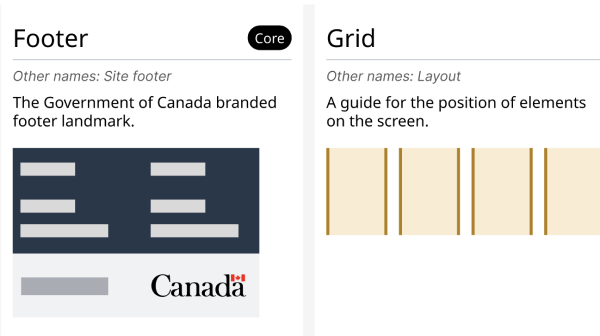 Footer
Core
Other names: Site footer
The Government of Canada branded
footer landmark.
Canada
Grid
Other names: Layout
A guide for the position of elements
on the screen.